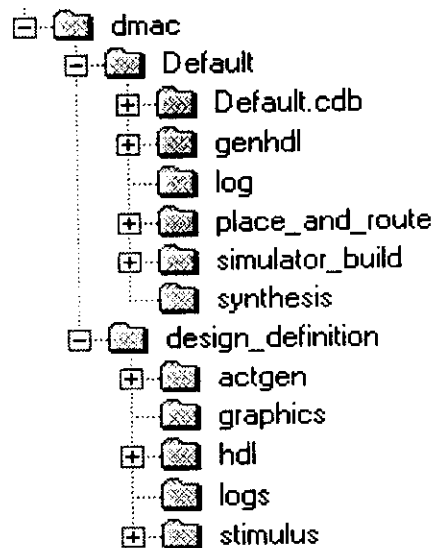 dmac
Default
Default.cdb
genhdl
log
place_and_route
simulator_build
synthesis
design_definition
actgen
graphics
hdl
logs
stimulus